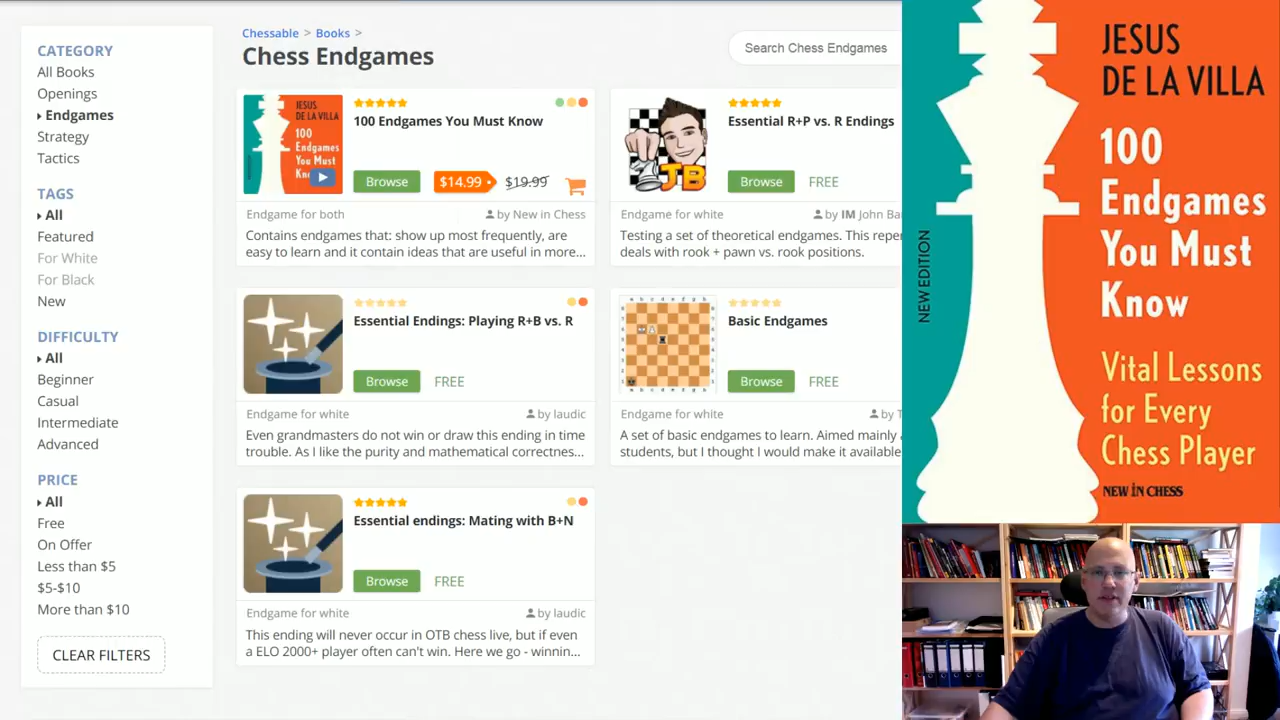 CATEGORY
All Books
Openings
Endgames
Strategy
Tactics
TAGS
All
Featured
For White
For Black
New
DIFFICULTY
All
Beginner
Casual
Intermediate
Advanced
PRICE
All
Free
On Offer
Less than $5
$5-$10
More than $10
CLEAR FILTERS
Chessable > Books >
Chess Endgames
Search Chess Endgames
JESUS
DE LA VILLA
100
Endgames
You Must
100 Endgames You Must Know
Browse $14.99 $19.99
Endgame for both by New in Chess
Contains endgames that: show up most frequently, are
easy to learn and it contain ideas that are useful in more...
JB
Essential R+P vs. R Endings
Browse FREE
Endgame for white by IM John
Testing a set of theoretical endgames. This
deals with rook + pawn vs. rook positions.
Essential Endings: Playing R+B vs. R
Browse FREE
Endgame for white by laudic
Even grandmasters do not win or draw this ending in time
trouble. As I like the purity and mathematical correctnes...
Basic Endgames
Browse FREE
Endgame for white by
A set of basic endgames to learn. Aimed mainly
students, but I thought I would make it available
Essential endings: Mating with B+N
Browse FREE
Endgame for white by laudic
This ending will never occur in OTB chess live, but if even
a ELO 2000+ player often can't win. Here we go - winnin...
JESUS
DE LA VILLA
100
Endgames
You Must
Know
NEW EDITION
Vital Lessons
for Every
Chess Player
NEW IN CHESS